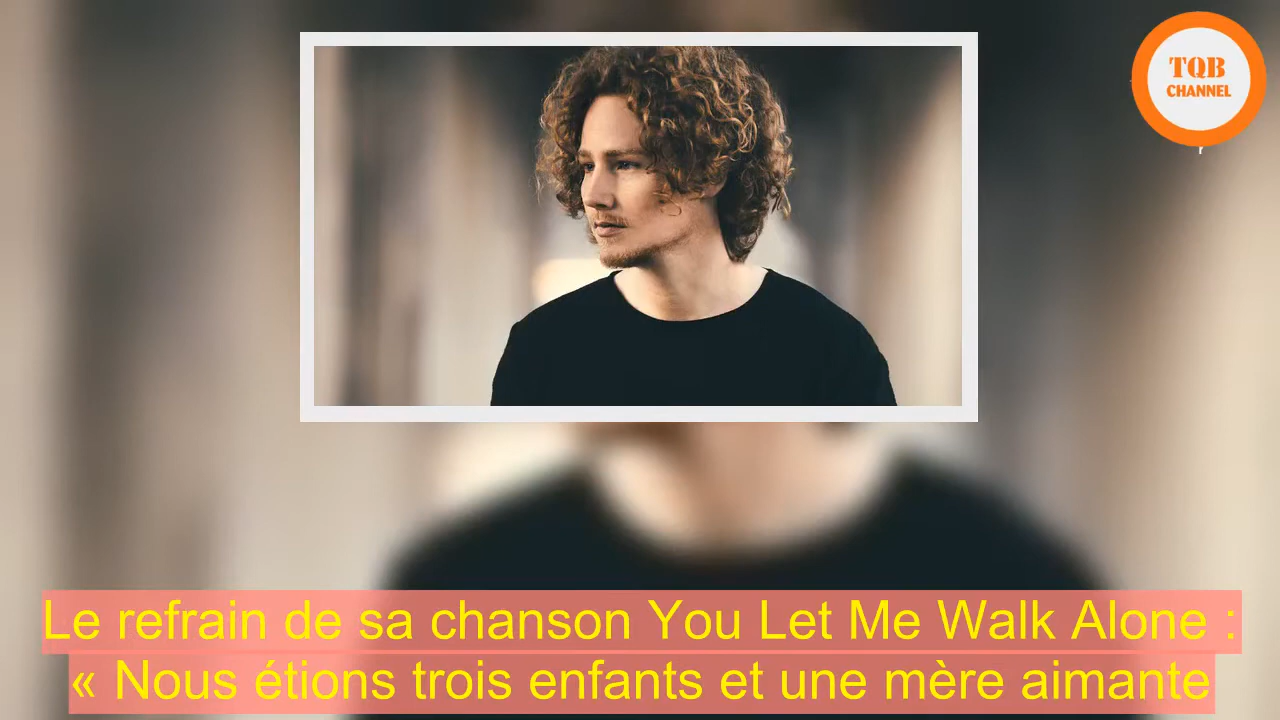 TQB
CHANNEL
r
Le refrain de sa chanson You Let Me Walk Alone :
« Nous étions trois enfants et une mère aimante